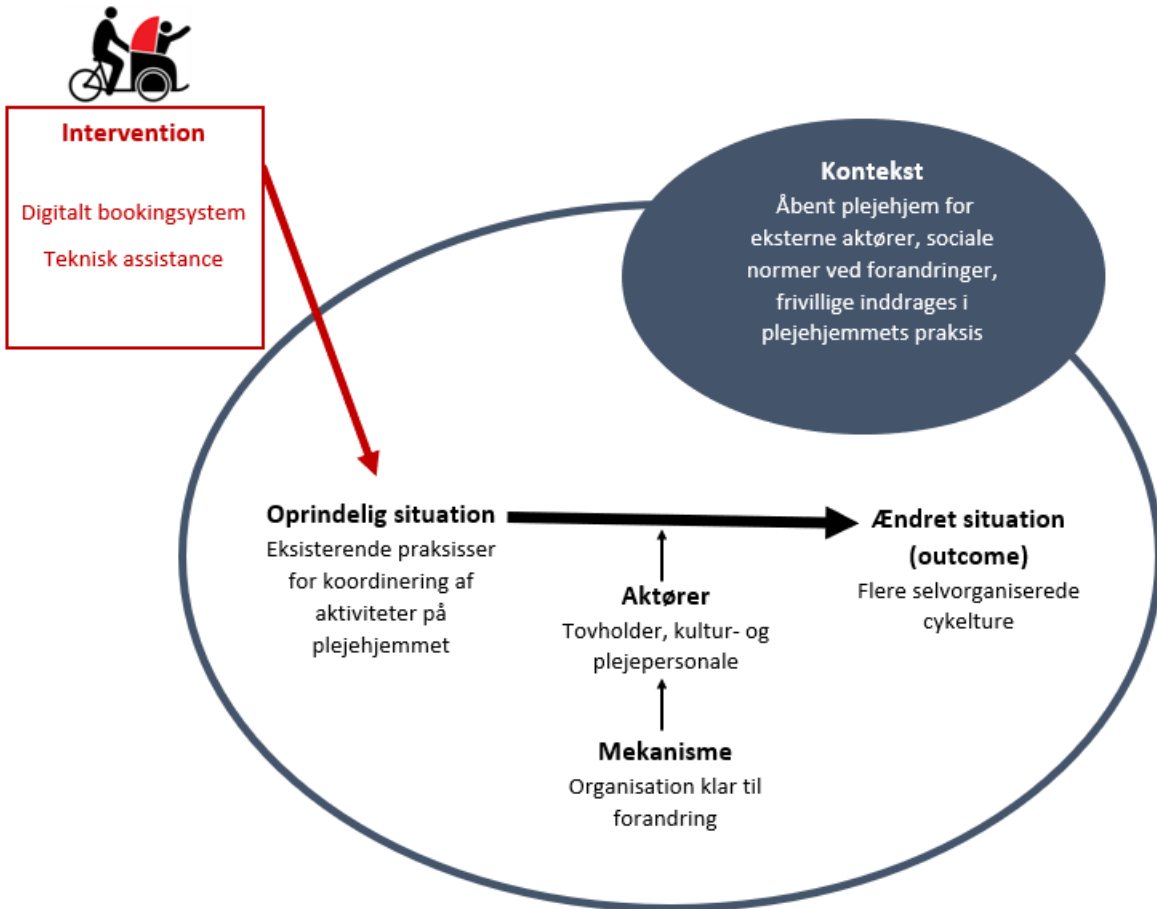 Intervention
Digitalt bookingsystem
Teknisk assistance
Kontekst
Åbent plejehjem for
eksterne aktører, sociale
normer ved forandringer,
frivillige inddrages i
plejehjemmets praksis
Oprindelig situation
Eksisterende praksisser
for koordinering af
aktiviteter på
plejehjemmet
Aktører
Tovholder, kultur- og
plejepersonale
Mekanisme
Organisation klar til
forandring
Ændret situation
(outcome)
Flere selvorganiserede
cykelture